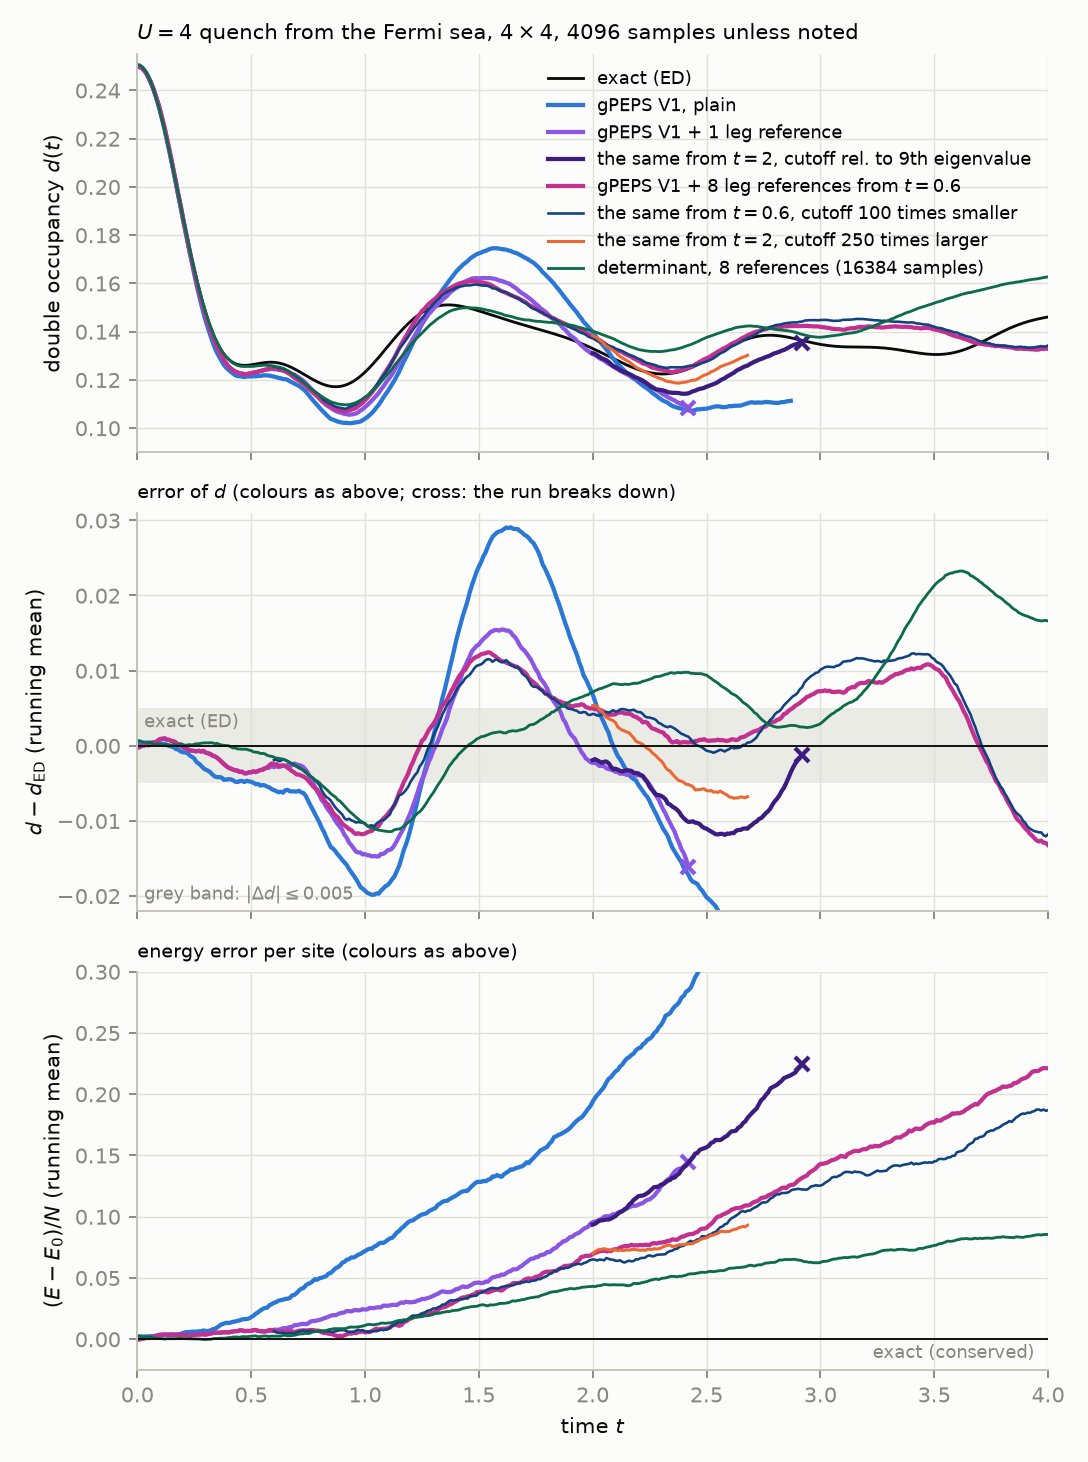 U = 4 quench from the Fermi sea, 4 × 4, 4096 samples unless noted
exact (ED)
gPEPS V1, plain
gPEPS V1 + 1 leg reference
the same from t = 2, cutoff rel. to 9th eigenvalue
gPEPS V1 + 8 leg references from t = 0.6
the same from t = 0.6, cutoff 100 times smaller
the same from t = 2, cutoff 250 times larger
determinant, 8 references (16384 samples)
double occupancy d(t)
0.24
0.22
0.20
0.18
0.16
0.14
0.12
0.10
error of d (colours as above; cross: the run breaks down)
d − d_ED (running mean)
0.03
0.02
0.01
0.00
−0.01
−0.02
exact (ED)
grey band: |Δd| ≤ 0.005
energy error per site (colours as above)
(E − E₀)/N (running mean)
0.30
0.25
0.20
0.15
0.10
0.05
0.00
exact (conserved)
0.0 0.5 1.0 1.5 2.0 2.5 3.0 3.5 4.0
time t